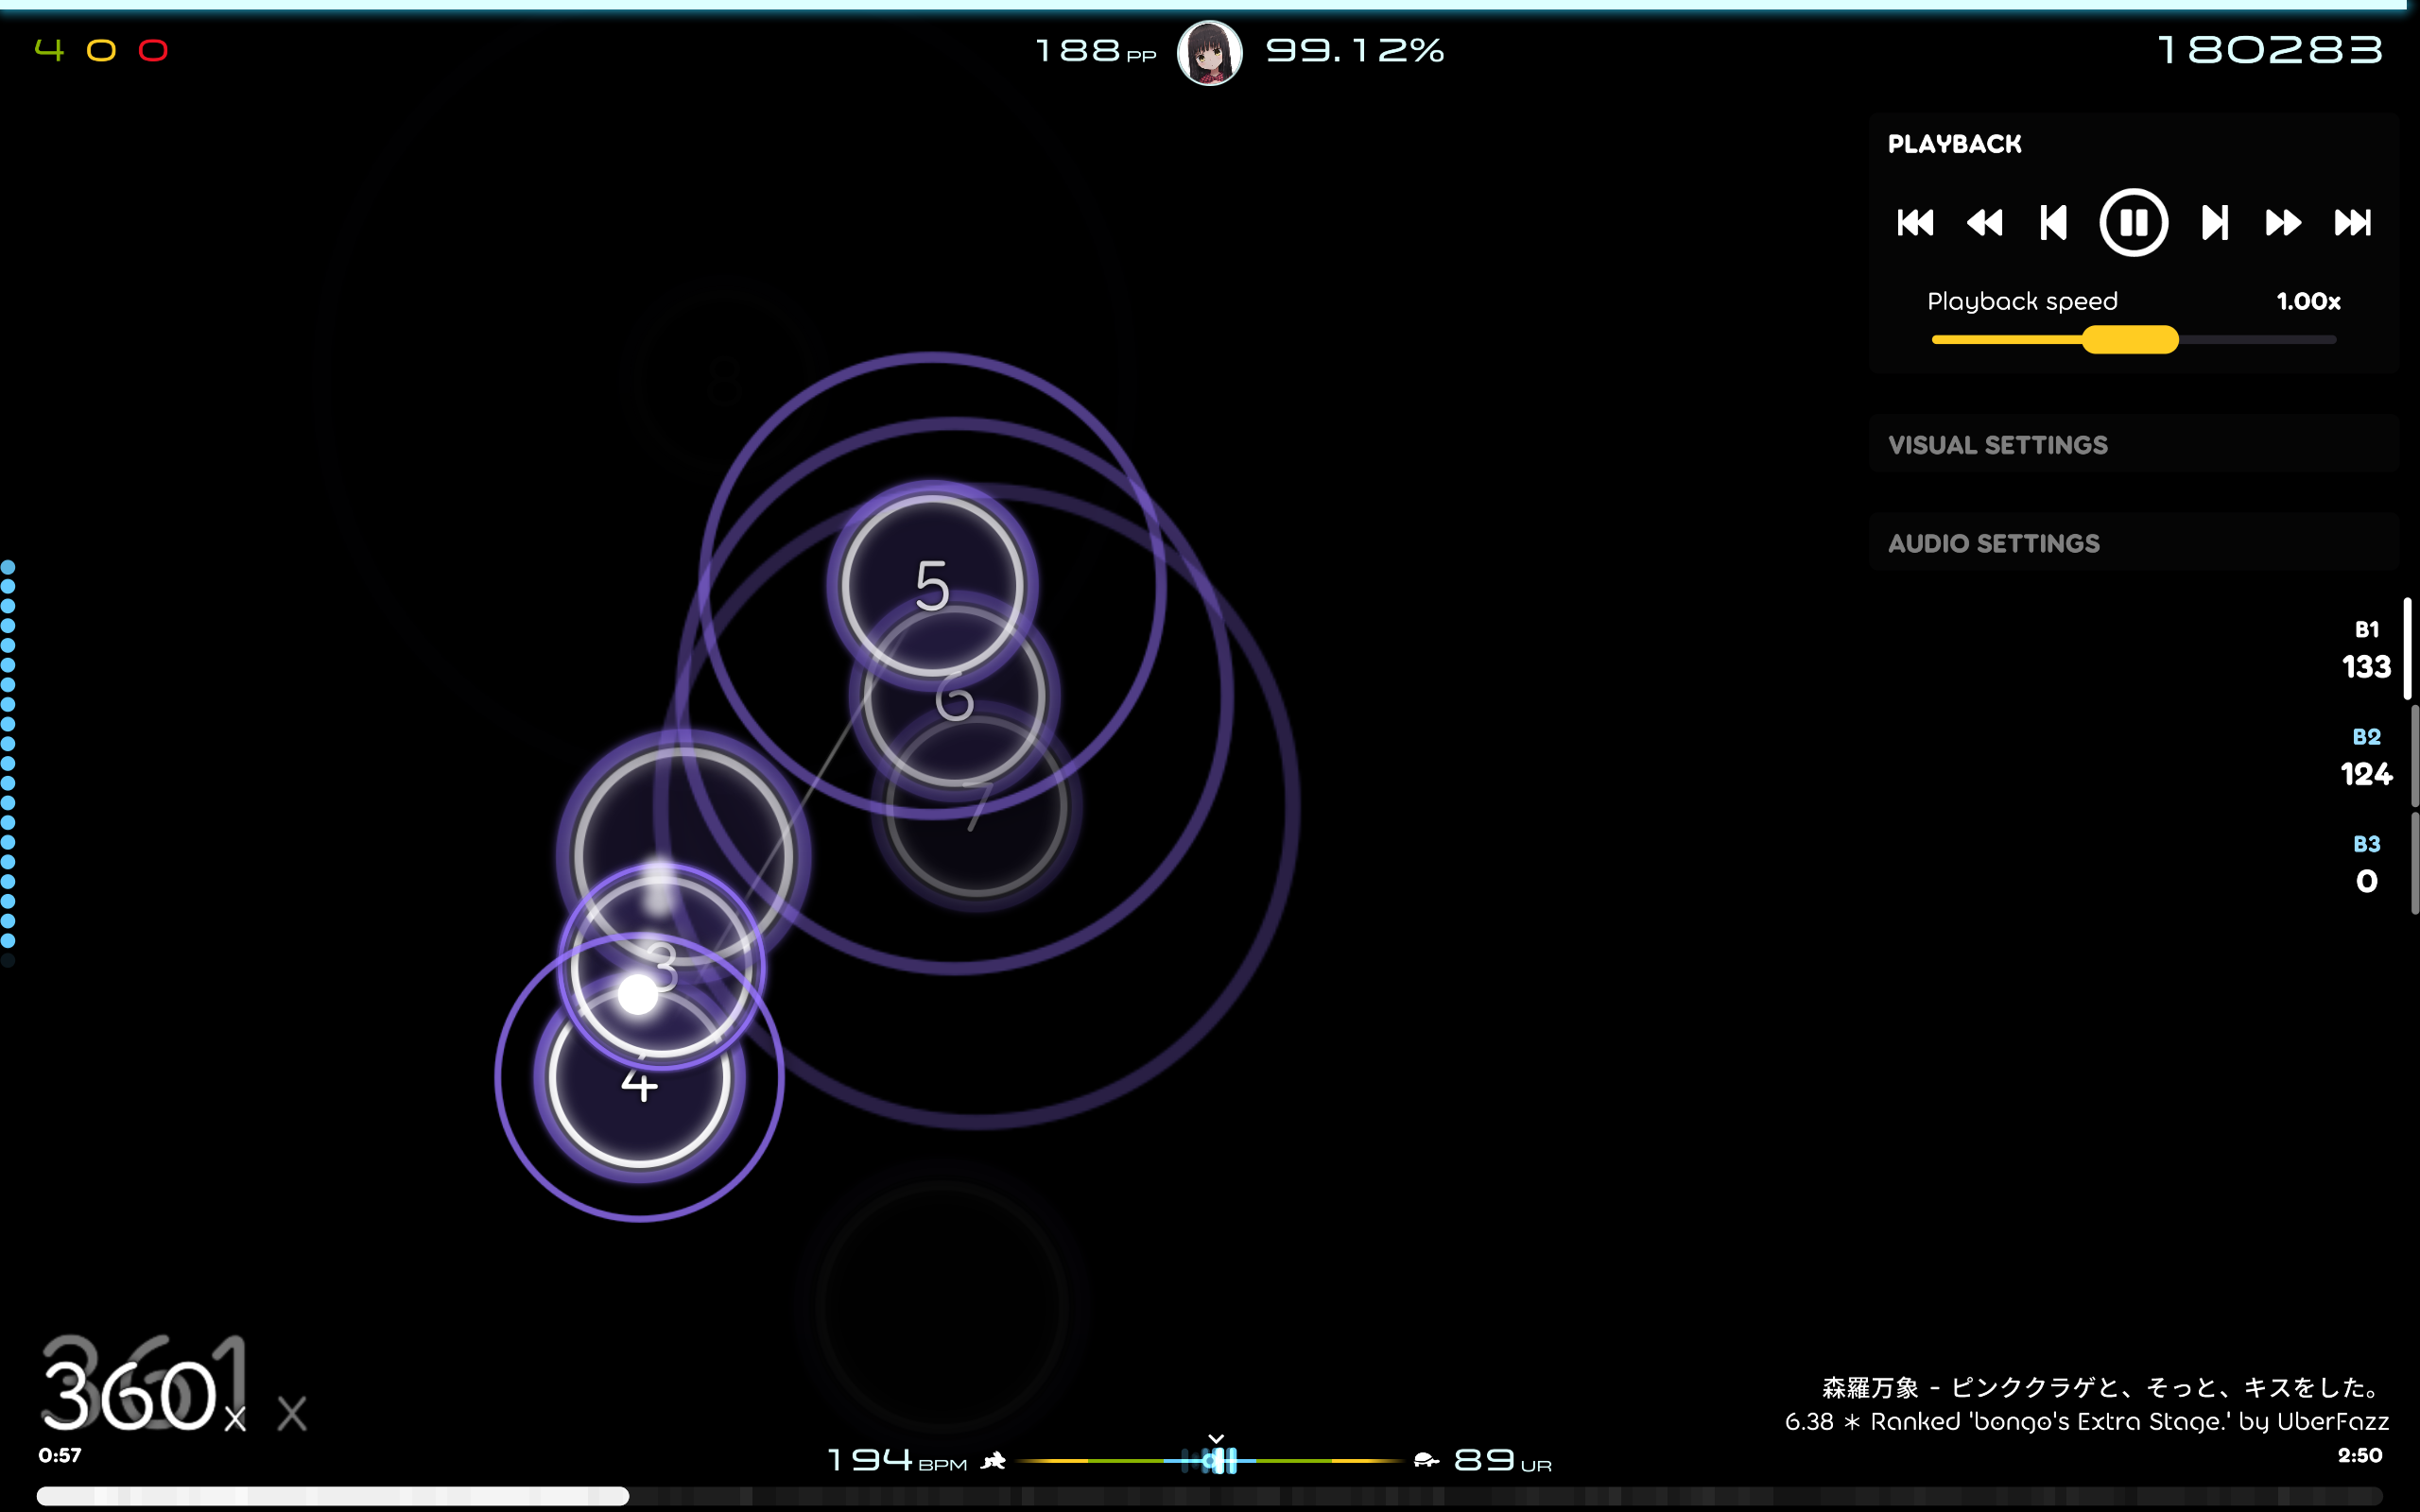 4 0 0
188 PP 99.12%
180283
PLAYBACK
Playback speed 1.00x
VISUAL SETTINGS
AUDIO SETTINGS
B1
133
B2
124
B3
0
8
5
6
7
3
4
361 x
360x
0:57
194 BPM
89 UR
森羅万象 - ピンククラゲと、そっと、キスをした。
6.38 * Ranked 'bongo's Extra Stage.' by UberFazz
2:50